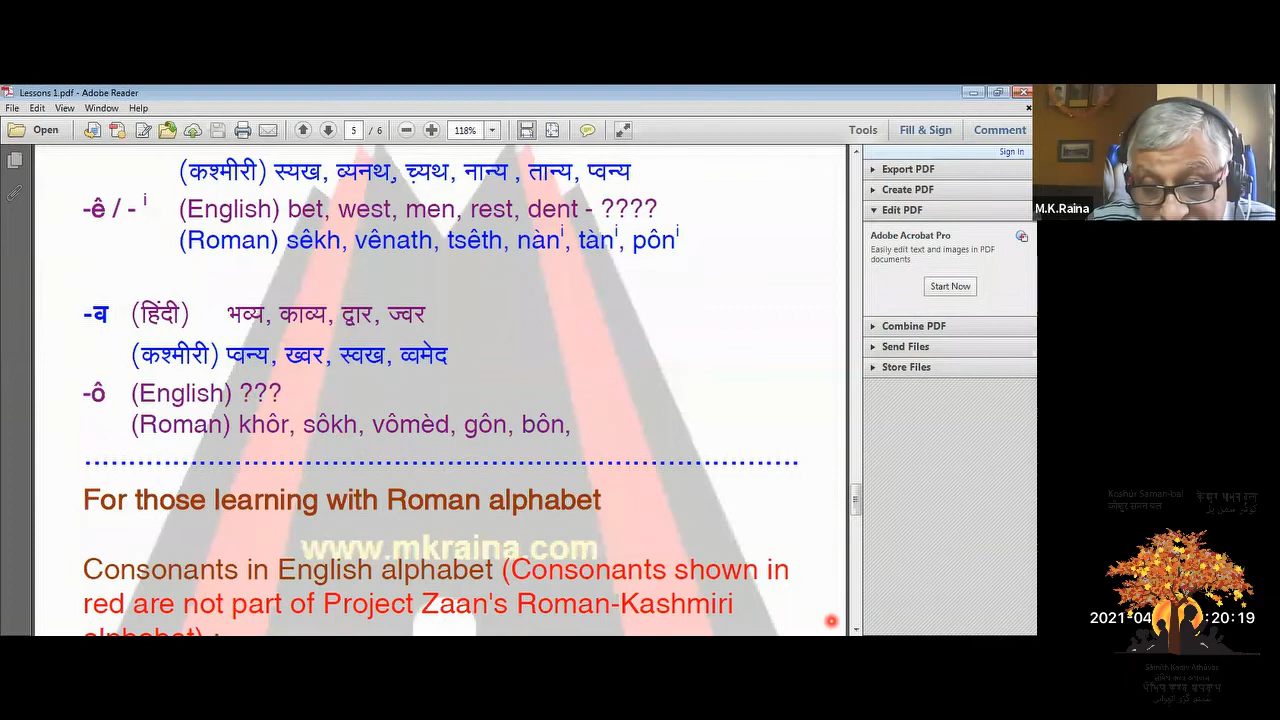 Lessons 1.pdf - Adobe Reader
File Edit View Window Help
Open 5 / 6 118% Tools Fill & Sign Comment
Sign In
(कश्मीरी) स्यख, व्यनथ, च़्यथ, नान्य , तान्य, प्वन्य
-ê / - i (English) bet, west, men, rest, dent - ????
(Roman) sêkh, vênath, tsêth, nàni, tàni, pôni
-व (हिंदी) भव्य, काव्य, द्वार, ज्वर
(कश्मीरी) प्वन्य, ख्वर, स्वख, व्वमेद
-ô (English) ???
(Roman) khôr, sôkh, vômèd, gôn, bôn,
For those learning with Roman alphabet
www.mkraina.com
Consonants in English alphabet (Consonants shown in
red are not part of Project Zaan's Roman-Kashmiri
alphabet) :
Export PDF
Create PDF
Edit PDF
Adobe Acrobat Pro
Easily edit text and images in PDF
documents
Start Now
Combine PDF
Send Files
Store Files
M.K.Raina
Koshur Saman-bal
2021-04 :20:19